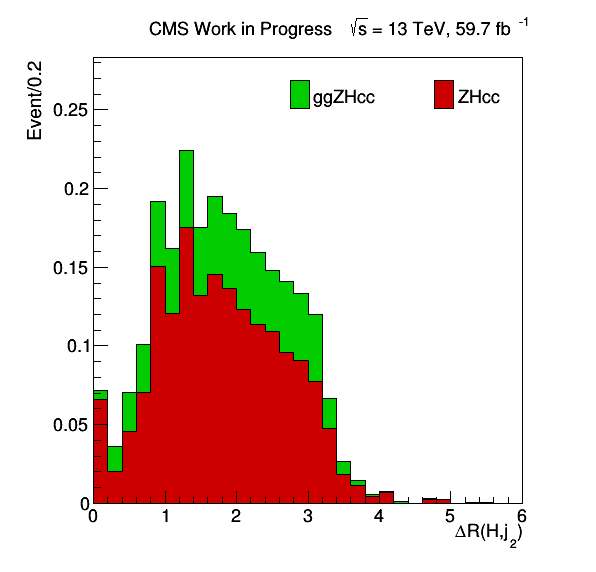 CMS Work in Progress √s = 13 TeV, 59.7 fb⁻¹
Event/0.2
ggZHcc ZHcc
0.25
0.2
0.15
0.1
0.05
0
0 1 2 3 4 5 6
ΔR(H,j₂)